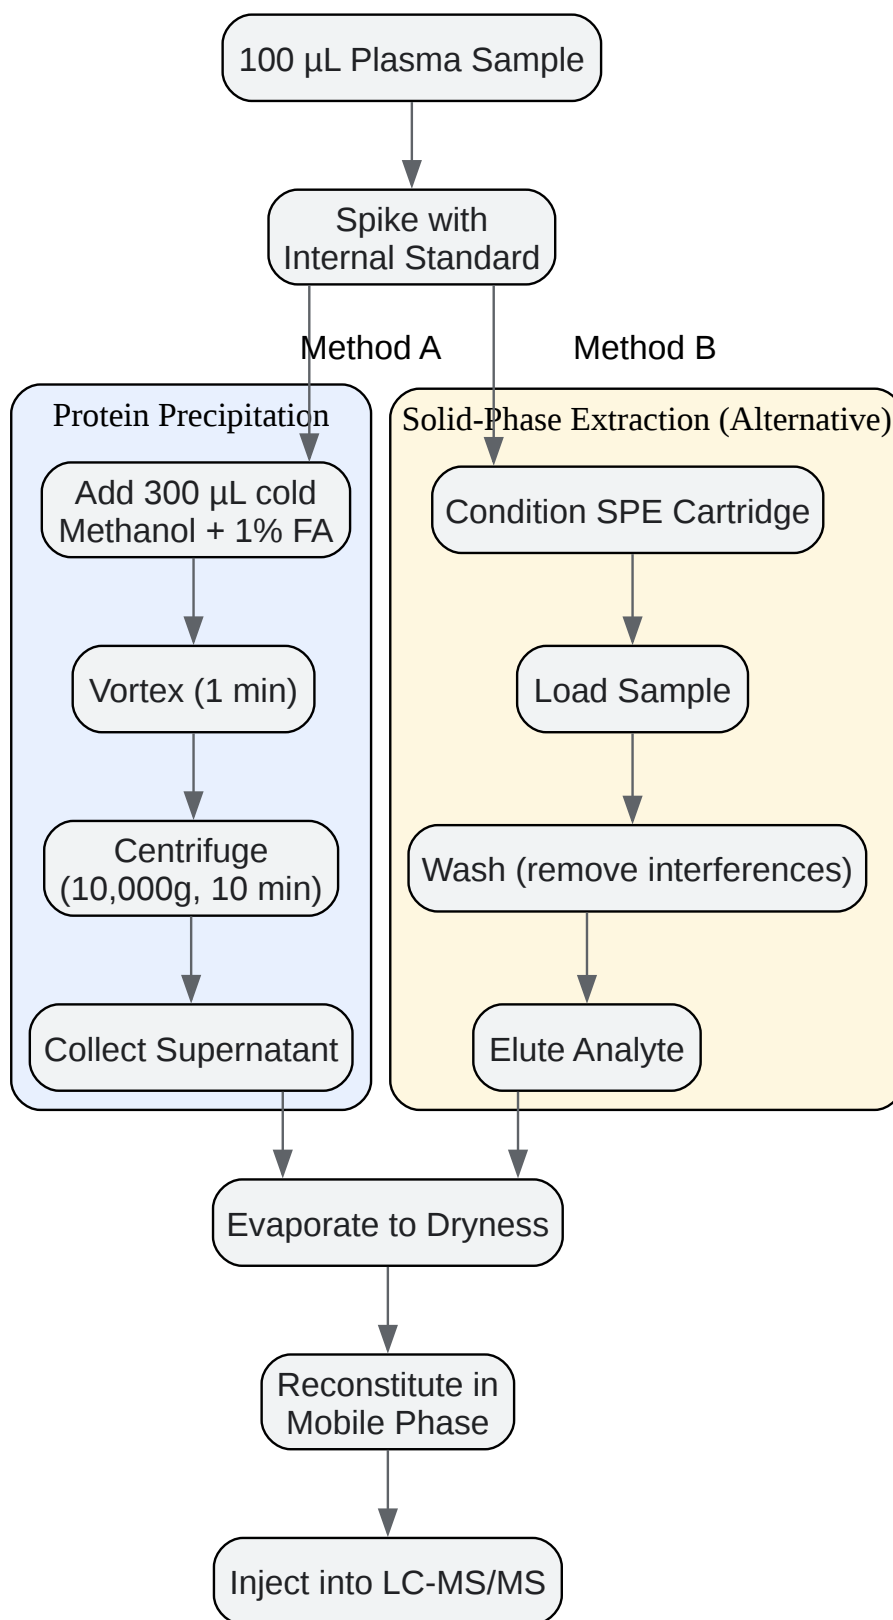 100 µL Plasma Sample
Spike with
Internal Standard
Method A
Method B
Protein Precipitation
Add 300 µL cold
Methanol + 1% FA
Vortex (1 min)
Centrifuge
(10,000g, 10 min)
Collect Supernatant
Solid-Phase Extraction (Alternative)
Condition SPE Cartridge
Load Sample
Wash (remove interferences)
Elute Analyte
Evaporate to Dryness
Reconstitute in
Mobile Phase
Inject into LC-MS/MS